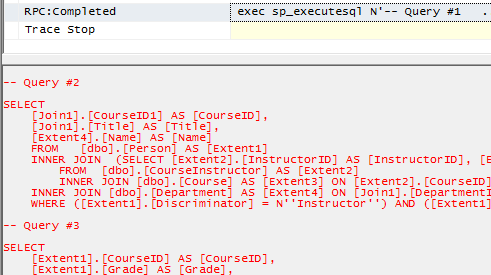 RPC:Completed exec sp_executesql N'-- Query #1 .
Trace Stop
-- Query #2
SELECT
[Join1].[CourseID1] AS [CourseID],
[Join1].[Title] AS [Title],
[Extent4].[Name] AS [Name]
FROM [dbo].[Person] AS [Extent1]
INNER JOIN (SELECT [Extent2].[InstructorID] AS [InstructorID], [E
FROM [dbo].[CourseInstructor] AS [Extent2]
INNER JOIN [dbo].[Course] AS [Extent3] ON [Extent2].[CourseID]
INNER JOIN [dbo].[Department] AS [Extent4] ON [Join1].[DepartmentI
WHERE ([Extent1].[Discriminator] = N''Instructor'') AND ([Extent1]
-- Query #3
SELECT
[Extent1].[CourseID] AS [CourseID],
[Extent1].[Grade] AS [Grade],